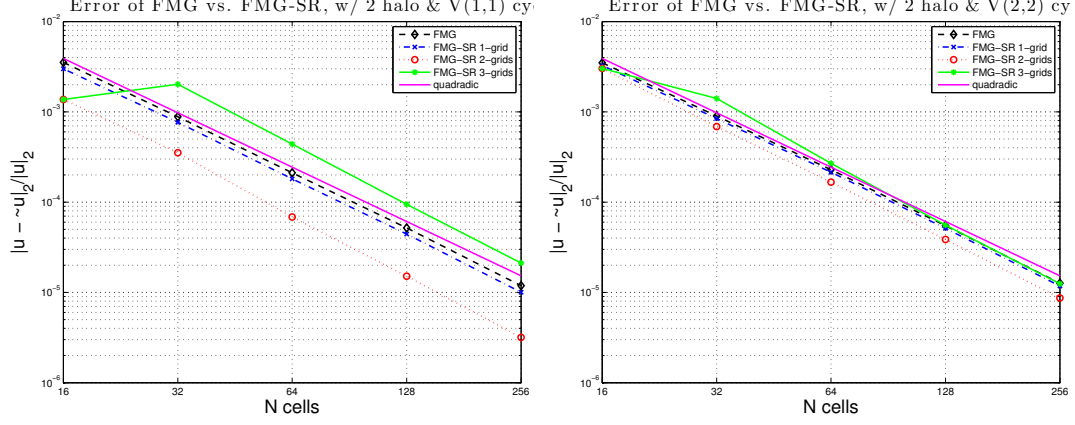 Error of FMG vs. FMG-SR, w/ 2 halo & V(1,1) cy
10⁻²
10⁻³
10⁻⁴
10⁻⁵
10⁻⁶
|u - ~u|₂/|u|₂
FMG
FMG-SR 1-grid
FMG-SR 2-grids
FMG-SR 3-grids
quadradic
16 32 64 128 256
N cells
Error of FMG vs. FMG-SR, w/ 2 halo & V(2,2) cy
10⁻²
10⁻³
10⁻⁴
10⁻⁵
10⁻⁶
|u - ~u|₂/|u|₂
FMG
FMG-SR 1-grid
FMG-SR 2-grids
FMG-SR 3-grids
quadradic
16 32 64 128 256
N cells